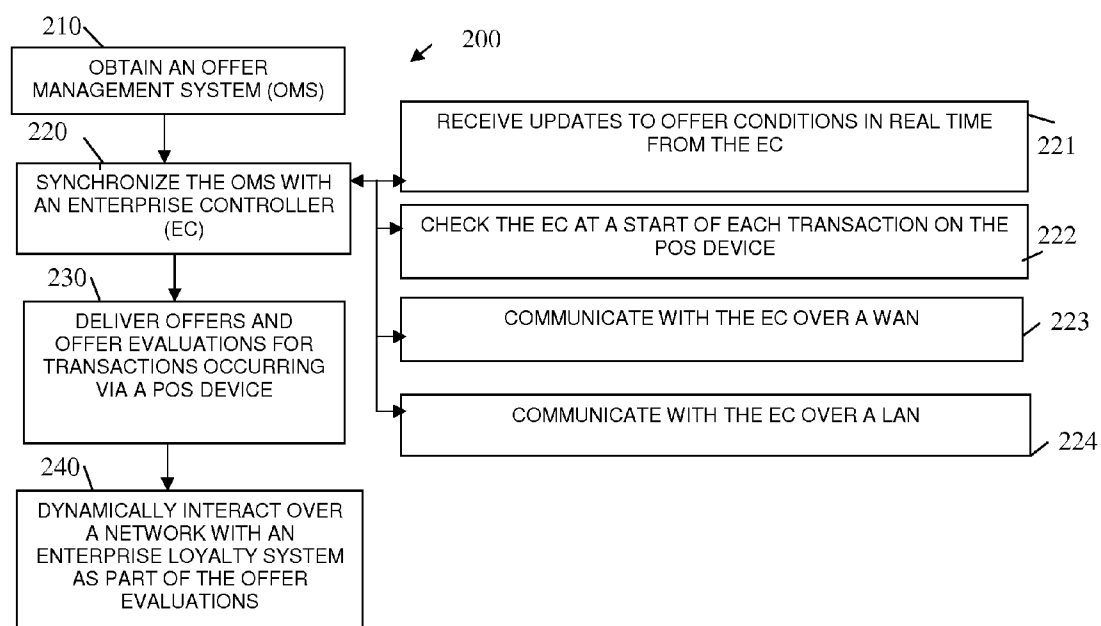 210
200
OBTAIN AN OFFER
MANAGEMENT SYSTEM (OMS)
220
SYNCHRONIZE THE OMS WITH
AN ENTERPRISE CONTROLLER
(EC)
RECEIVE UPDATES TO OFFER CONDITIONS IN REAL TIME
FROM THE EC
221
CHECK THE EC AT A START OF EACH TRANSACTION ON THE
POS DEVICE
222
230
DELIVER OFFERS AND
OFFER EVALUATIONS FOR
TRANSACTIONS OCCURRING
VIA A POS DEVICE
COMMUNICATE WITH THE EC OVER A WAN
223
COMMUNICATE WITH THE EC OVER A LAN
224
240
DYNAMICALLY INTERACT OVER
A NETWORK WITH AN
ENTERPRISE LOYALTY SYSTEM
AS PART OF THE OFFER
EVALUATIONS